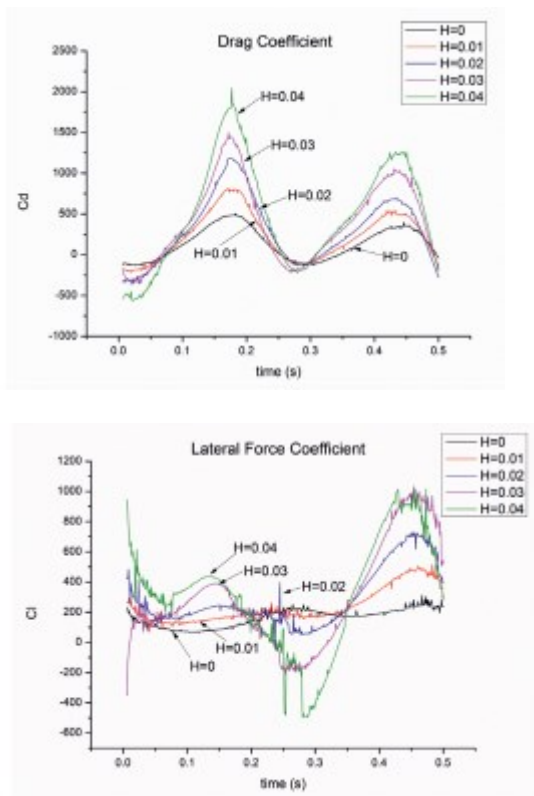 Drag Coefficient
H=0
H=0.01
H=0.02
H=0.03
H=0.04
2500
2000
1500
1000
500
0
-500
-1000
Cd
H=0.04
H=0.03
H=0.02
H=0.01
H=0
0.0 0.1 0.2 0.3 0.4 0.5
time (s)
Lateral Force Coefficient
H=0
H=0.01
H=0.02
H=0.03
H=0.04
1200
1000
800
600
400
200
0
-200
-400
-600
Cl
H=0.04
H=0.03
H=0.02
H=0.01
H=0
0.0 0.1 0.2 0.3 0.4 0.5
time (s)